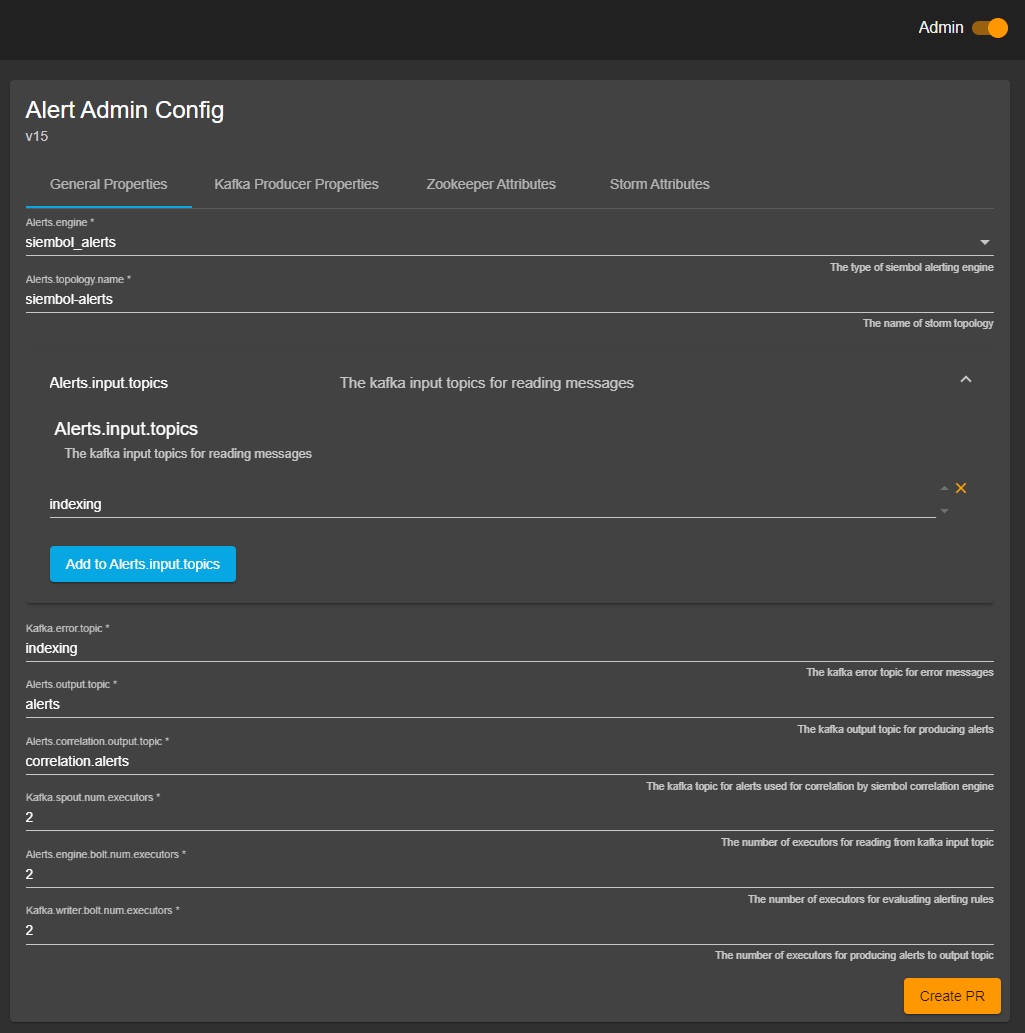 Admin
Alert Admin Config
v15
General Properties
Kafka Producer Properties
Zookeeper Attributes
Storm Attributes
Alerts.engine *
siembol_alerts
The type of siembol alerting engine
Alerts.topology.name *
siembol-alerts
The name of storm topology
Alerts.input.topics
The kafka input topics for reading messages
Alerts.input.topics
The kafka input topics for reading messages
indexing
Add to Alerts.input.topics
Kafka.error.topic *
indexing
The kafka error topic for error messages
Alerts.output.topic *
alerts
The kafka output topic for producing alerts
Alerts.correlation.output.topic *
correlation.alerts
The kafka topic for alerts used for correlation by siembol correlation engine
Kafka.spout.num.executors *
2
The number of executors for reading from kafka input topic
Alerts.engine.bolt.num.executors *
2
The number of executors for evaluating alerting rules
Kafka.writer.bolt.num.executors *
2
The number of executors for producing alerts to output topic
Create PR